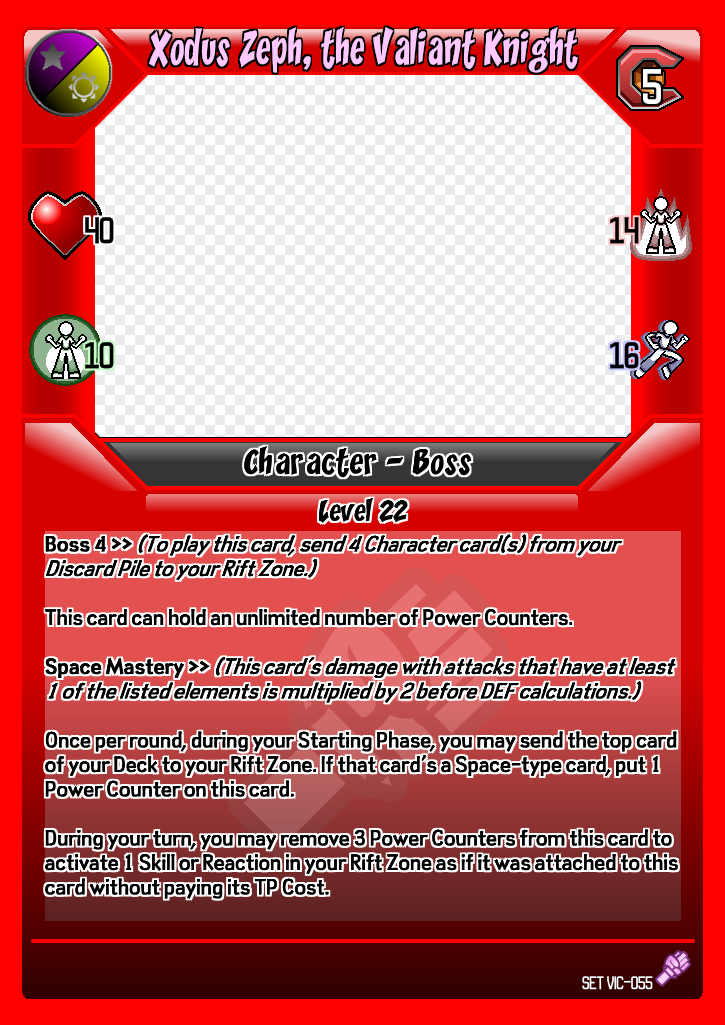 Xodus Zeph, the Valiant Knight
5
40
14
10
16
Character - Boss
Level 22
Boss 4 >> (To play this card, send 4 Character card(s) from your
Discard Pile to your Rift Zone.)
This card can hold an unlimited number of Power Counters.
Space Mastery >> (This card's damage with attacks that have at least
1 of the listed elements is multiplied by 2 before DEF calculations.)
Once per round, during your Starting Phase, you may send the top card
of your Deck to your Rift Zone. If that card's a Space-type card, put 1
Power Counter on this card.
During your turn, you may remove 3 Power Counters from this card to
activate 1 Skill or Reaction in your Rift Zone as if it was attached to this
card without paying its TP Cost.
SET VIC-055